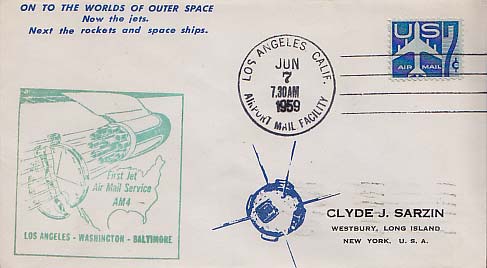 ON TO THE WORLDS OF OUTER SPACE
Now the jets.
Next the rockets and space ships.
LOS ANGELES, CALIF.
JUN
7
7:30AM
1959
AIRPORT MAIL FACILITY
US
7¢
AIR MAIL
First Jet
Air Mail Service
AM4
LOS ANGELES - WASHINGTON - BALTIMORE
CLYDE J. SARZIN
WESTBURY, LONG ISLAND
NEW YORK, U. S. A.